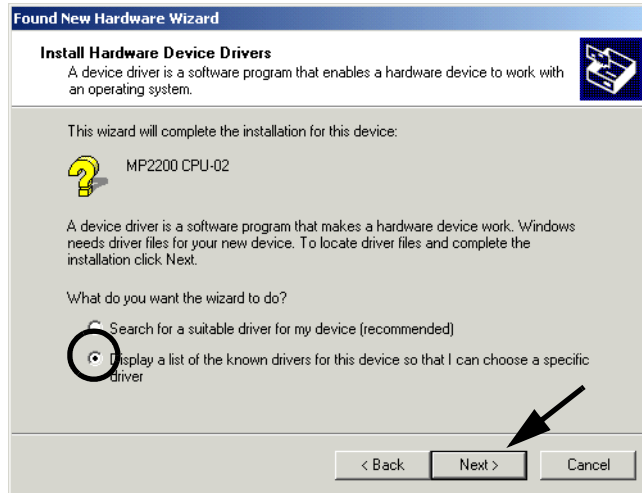 Found New Hardware Wizard
Install Hardware Device Drivers
A device driver is a software program that enables a hardware device to work with
an operating system.
This wizard will complete the installation for this device:
MP2200 CPU-02
A device driver is a software program that makes a hardware device work. Windows
needs driver files for your new device. To locate driver files and complete the
installation click Next.
What do you want the wizard to do?
Search for a suitable driver for my device (recommended)
Display a list of the known drivers for this device so that I can choose a specific
driver
< Back Next > Cancel